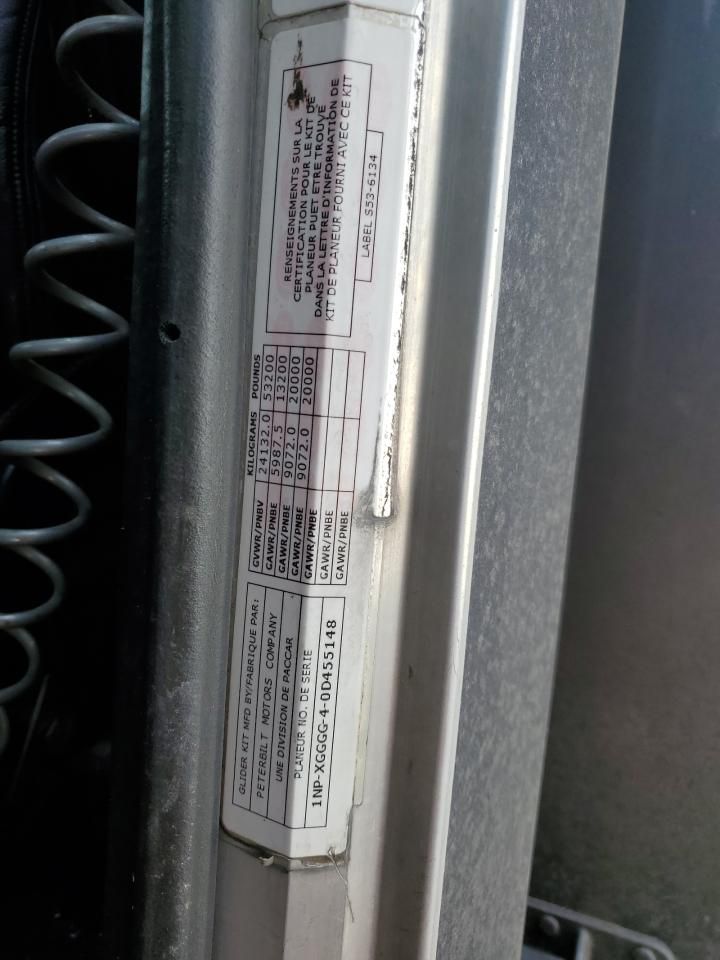 GLIDER KIT MFD BY/FABRIQUE PAR:
PETERBILT MOTORS COMPANY
UNE DIVISION DE PACCAR
PLANEUR NO. DE SERIE
1NP-XGGGG-4-0D455148
KILOGRAMS POUNDS
GVWR/PNBV 24132.0 53200
GAWR/PNBE 5987.5 13200
GAWR/PNBE 9072.0 20000
GAWR/PNBE 9072.0 20000
GAWR/PNBE
GAWR/PNBE
GAWR/PNBE
RENSEIGNEMENTS SUR LA
CERTIFICATION POUR LE KIT DE
PLANEUR PUET ETRE TROUVE
DANS LA LETTRE D'INFORMATION DE
KIT DE PLANEUR FOURNI AVEC CE KIT
LABEL S53-6134